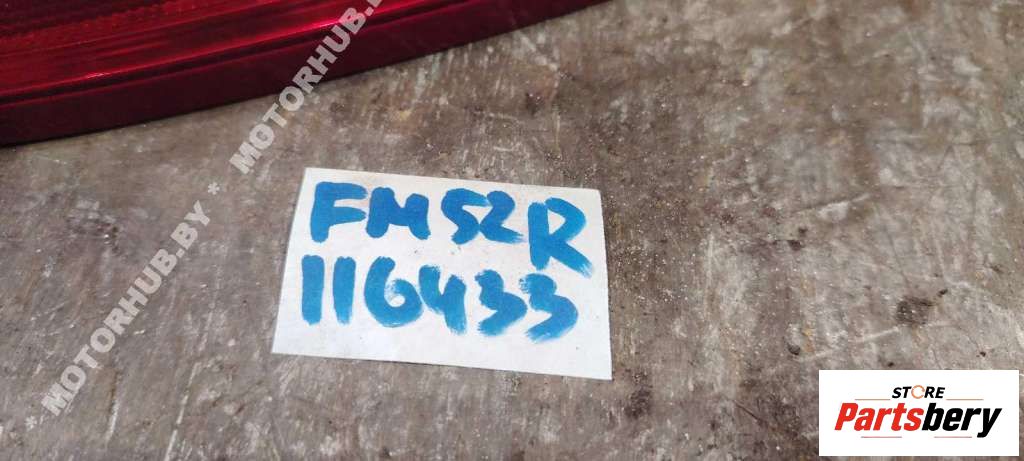 * MOTORHUB.BY * MOTORHUB.BY
FM52R
116433
STORE
Partsbery